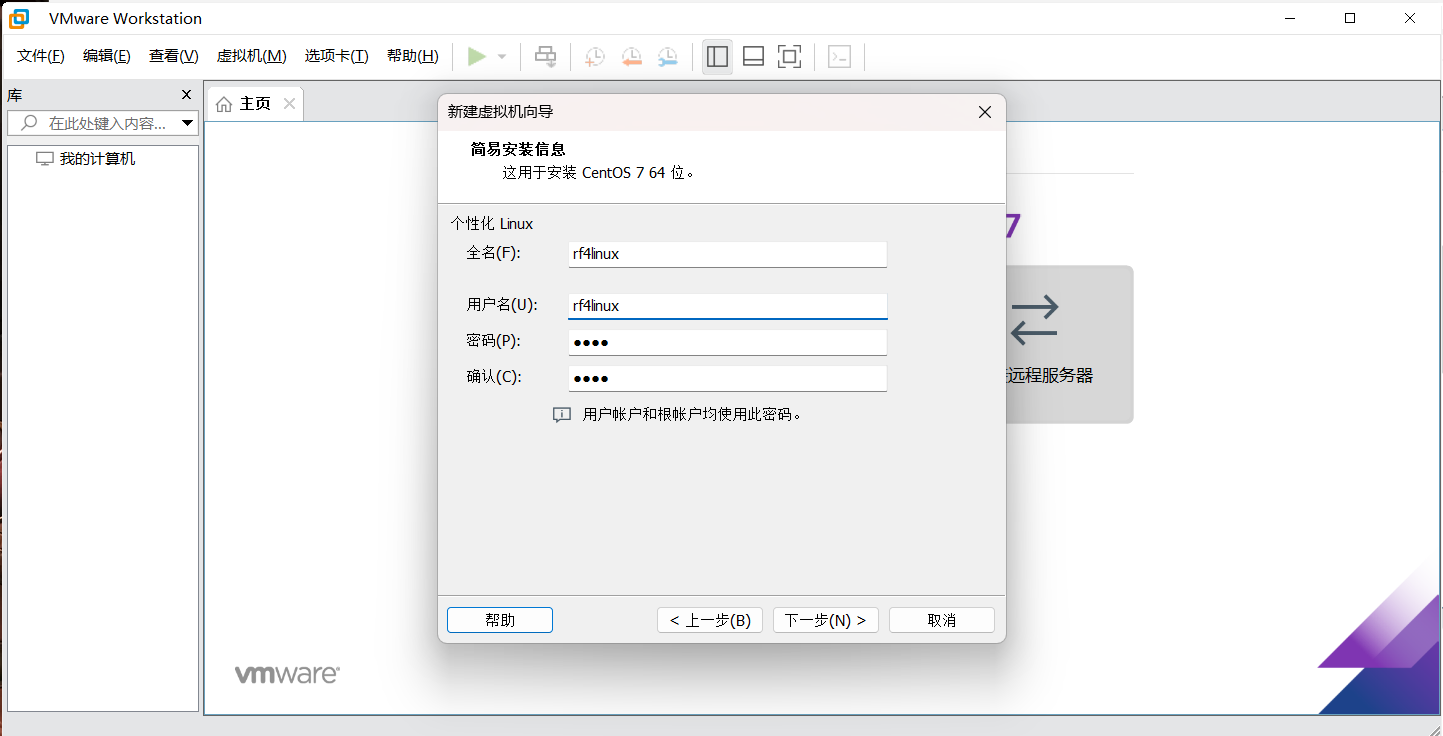 VMware Workstation
文件(F) 编辑(E) 查看(V) 虚拟机(M) 选项卡(T) 帮助(H)
库
在此处键入内容...
我的计算机
主页
新建虚拟机向导
简易安装信息
这用于安装 CentOS 7 64 位。
个性化 Linux
全名(F): rf4linux
用户名(U): rf4linux
密码(P): ●●●●
确认(C): ●●●●
用户帐户和根帐户均使用此密码。
7
远程服务器
帮助 < 上一步(B) 下一步(N) > 取消
vmware®